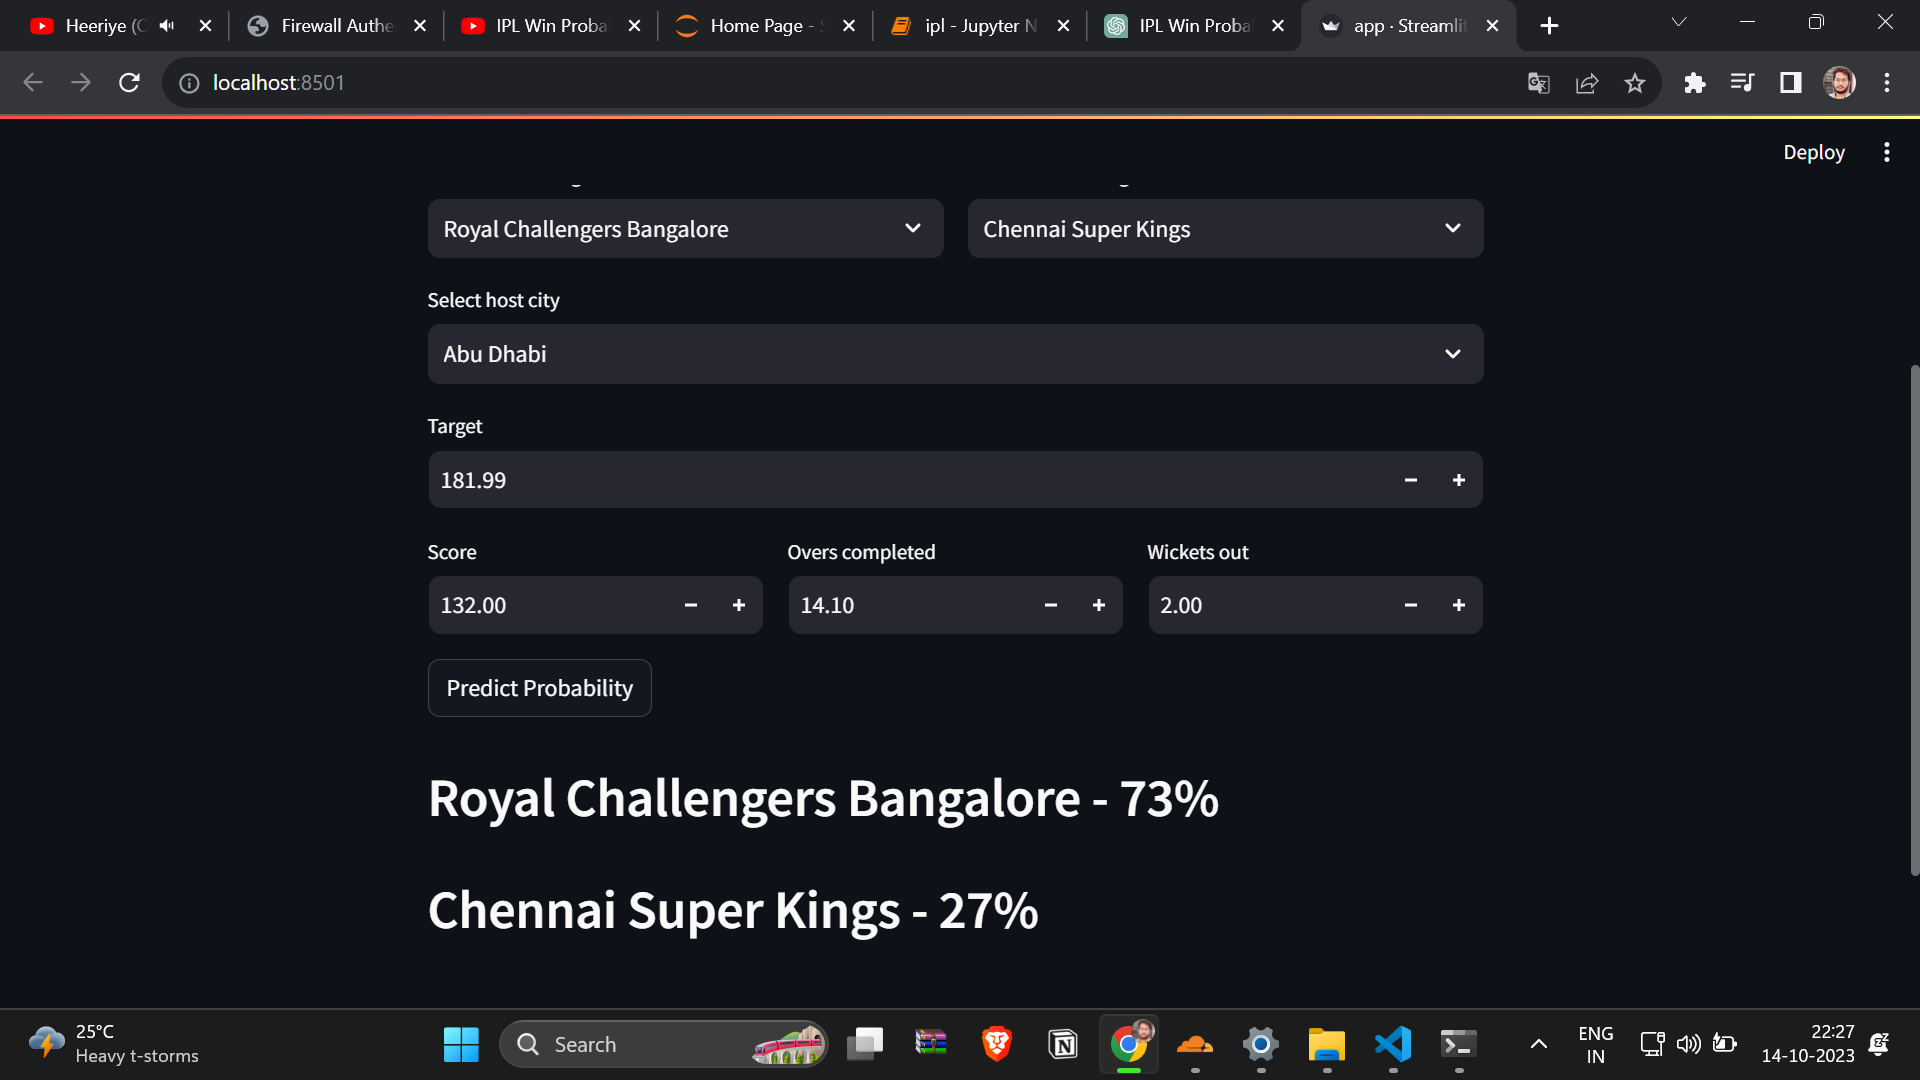 Heeriye (
Firewall Authe
IPL Win Proba
Home Page -
ipl - Jupyter N
IPL Win Proba
app · Streamlit
localhost:8501
Deploy
Royal Challengers Bangalore
Chennai Super Kings
Select host city
Abu Dhabi
Target
181.99
Score
Overs completed
Wickets out
132.00
14.10
2.00
Predict Probability
Royal Challengers Bangalore - 73%
Chennai Super Kings - 27%
25°C
Heavy t-storms
Search
ENG
IN
22:27
14-10-2023